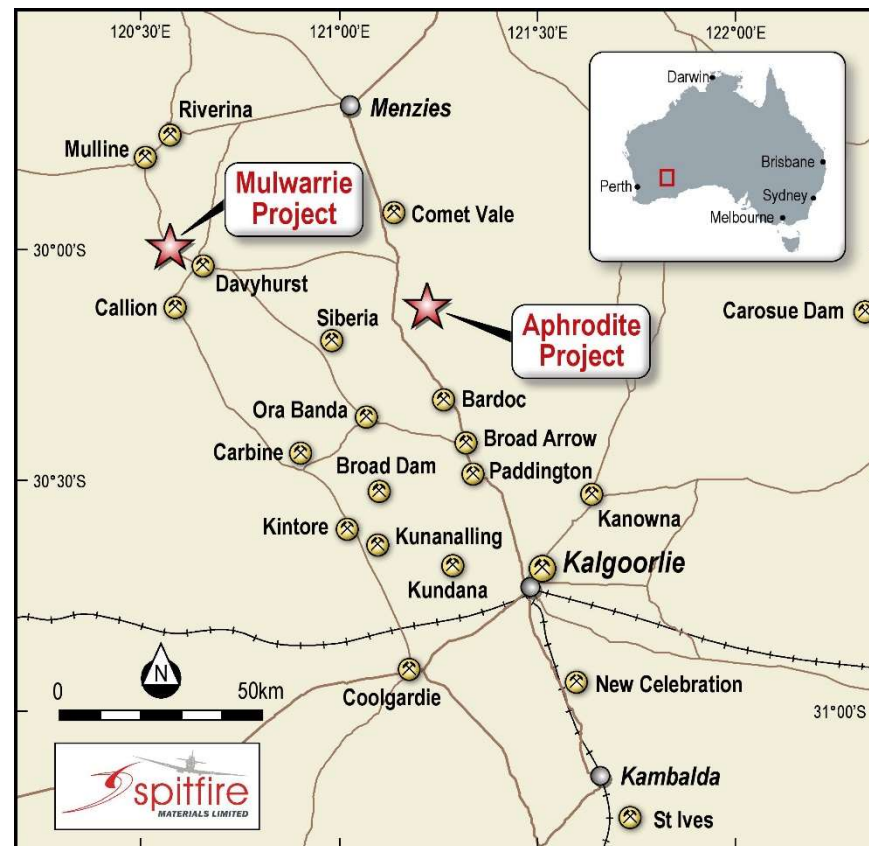 120°30'E
121°00'E
121°30'E
122°00'E
Darwin
Brisbane
Perth
Sydney
Melbourne
Riverina
Menzies
Mulline
Mulwarrie
Project
Comet Vale
30°00'S
Davyhurst
Callion
Siberia
Aphrodite
Project
Carosue Dam
Ora Banda
Bardoc
Carbine
Broad Arrow
Broad Dam
Paddington
30°30'S
Kanowna
Kintore
Kunanalling
Kundana
Kalgoorlie
N
0
50km
Coolgardie
New Celebration
31°00'S
spitfire
MATERIALS LIMITED
Kambalda
St Ives